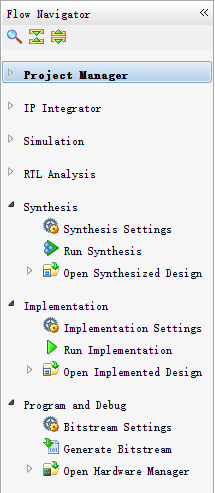 Flow Navigator
Project Manager
IP Integrator
Simulation
RTL Analysis
Synthesis
Synthesis Settings
Run Synthesis
Open Synthesized Design
Implementation
Implementation Settings
Run Implementation
Open Implemented Design
Program and Debug
Bitstream Settings
Generate Bitstream
Open Hardware Manager